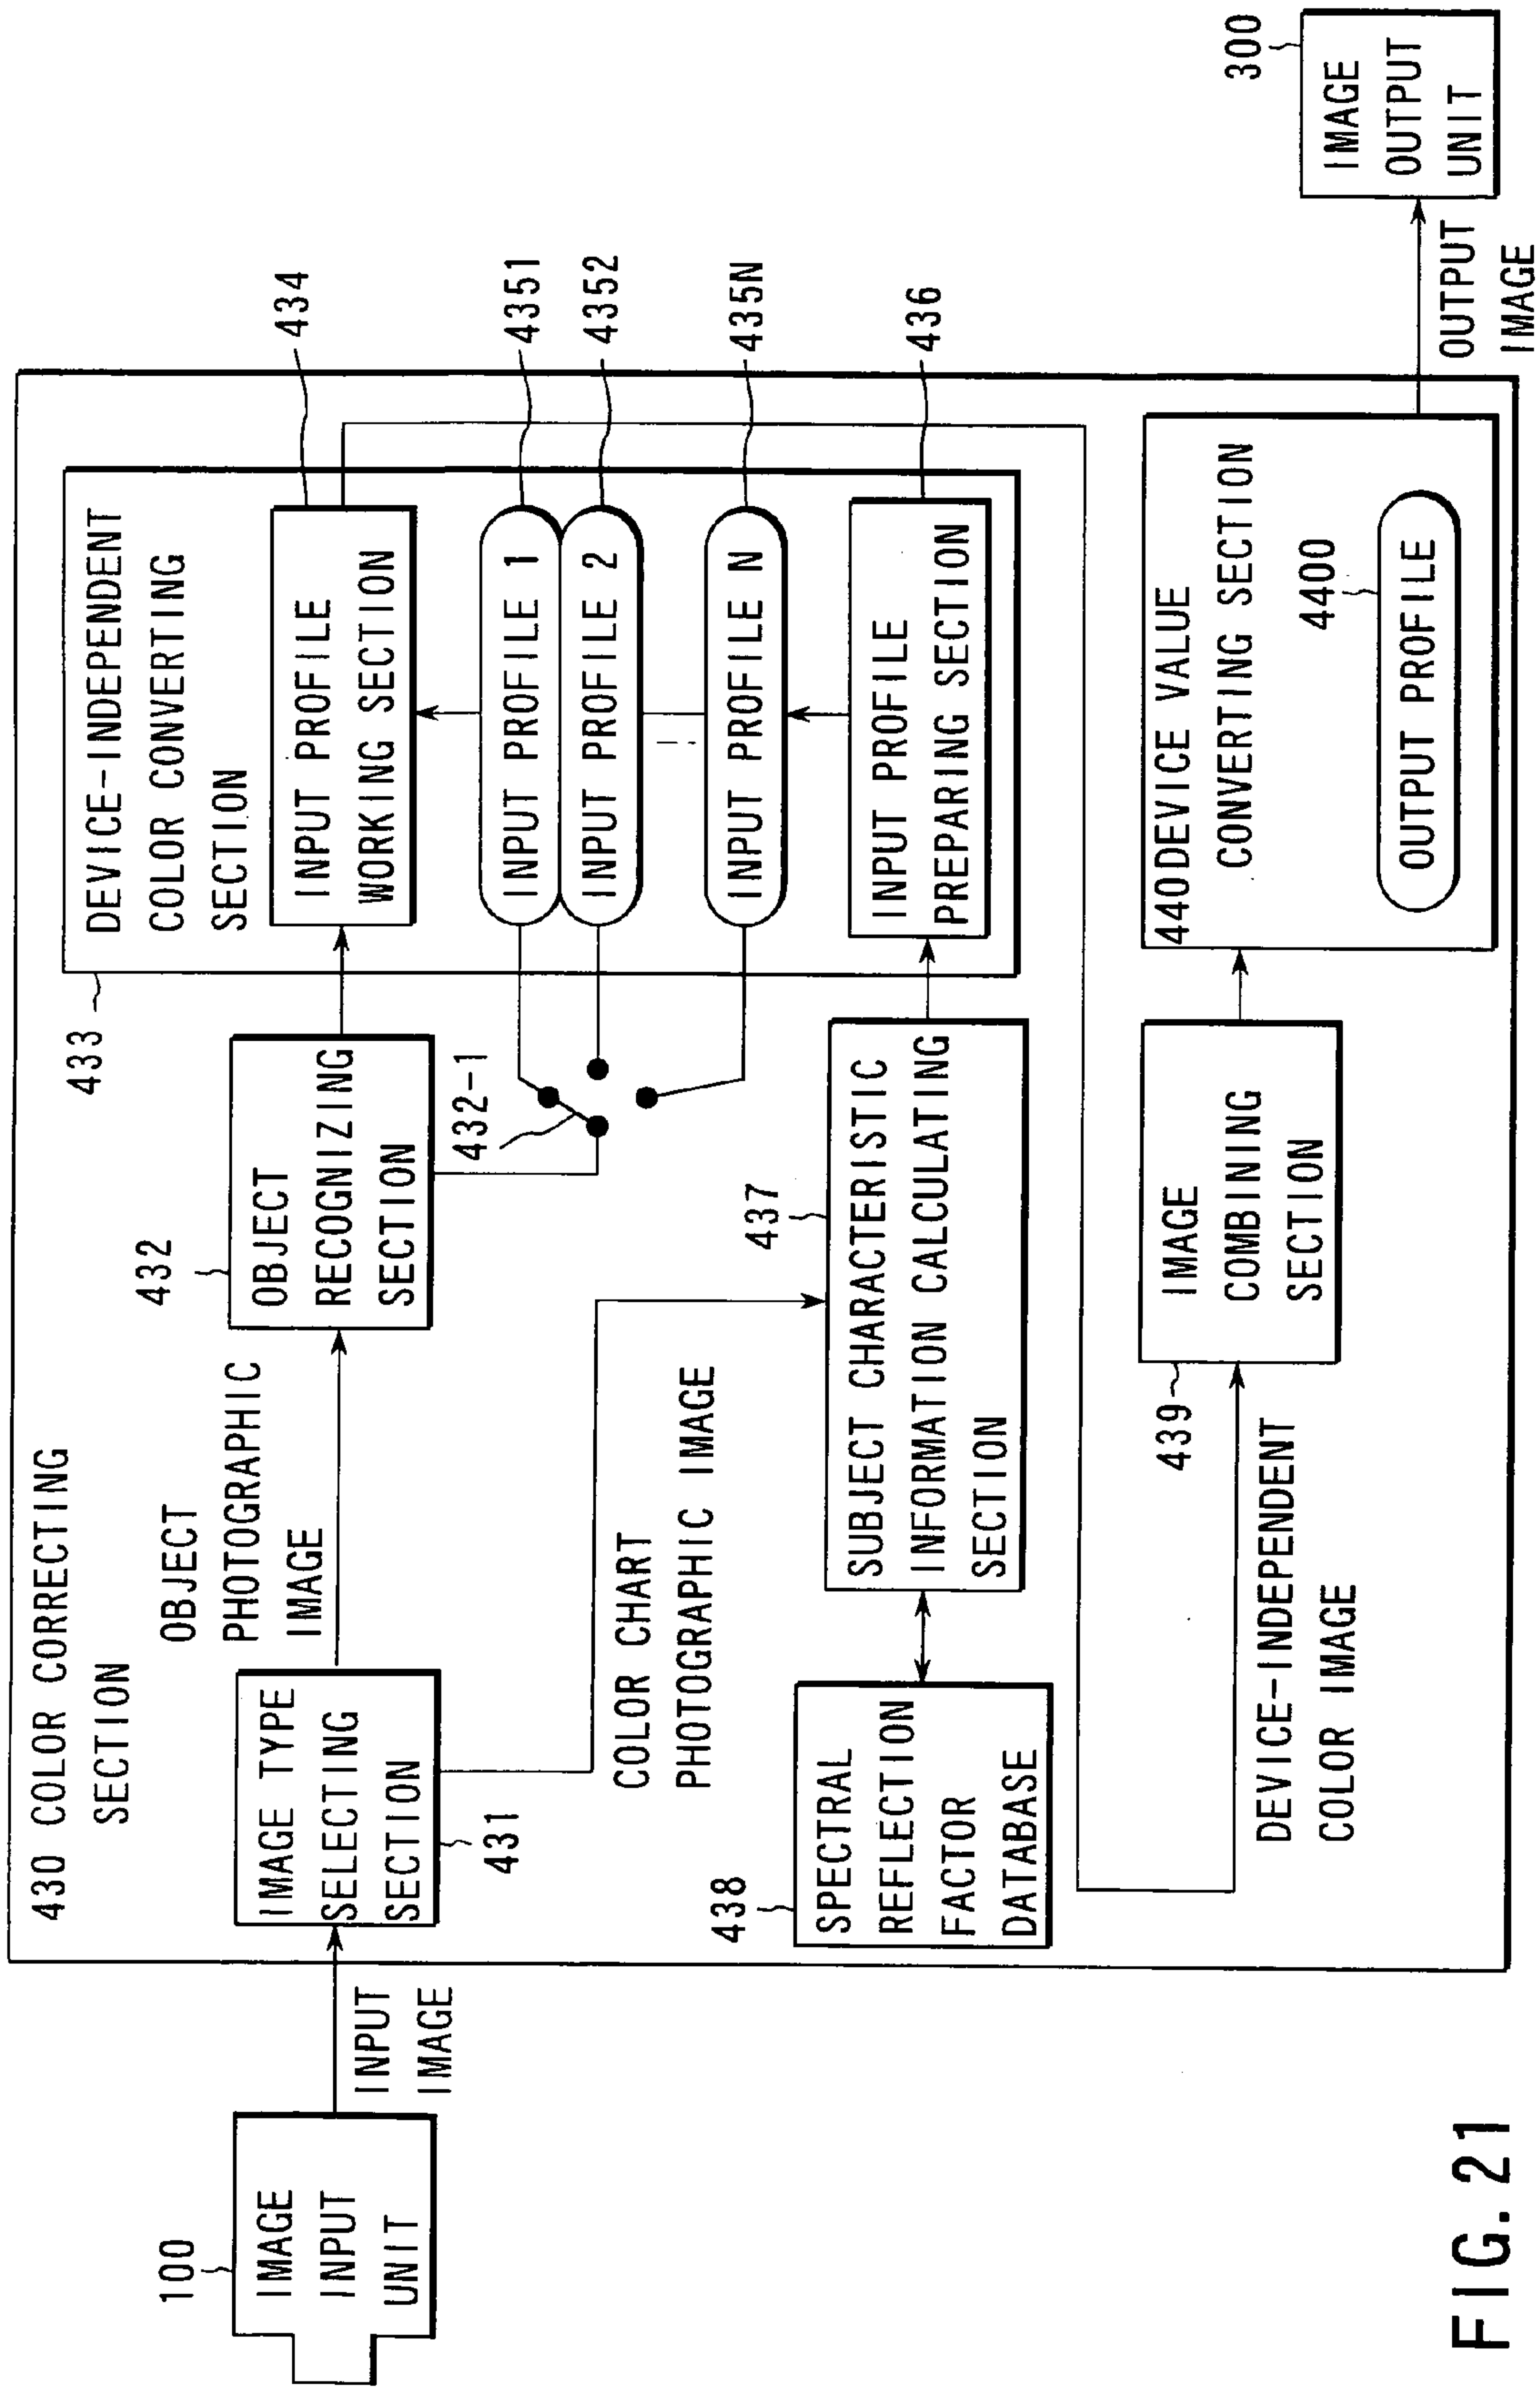 430 COLOR CORRECTING
SECTION
100
IMAGE
INPUT
UNIT
INPUT
IMAGE
IMAGE TYPE
SELECTING
SECTION
431
OBJECT
PHOTOGRAPHIC
IMAGE
432
OBJECT
RECOGNIZING
SECTION
432-1
433
DEVICE-INDEPENDENT
COLOR CONVERTING
SECTION
INPUT PROFILE
WORKING SECTION
434
INPUT PROFILE 1
4351
INPUT PROFILE 2
4352
INPUT PROFILE N
435N
INPUT PROFILE
PREPARING SECTION
436
COLOR CHART
PHOTOGRAPHIC IMAGE
438
SPECTRAL
REFLECTION
FACTOR
DATABASE
437
SUBJECT CHARACTERISTIC
INFORMATION CALCULATING
SECTION
DEVICE-INDEPENDENT
COLOR IMAGE
439
IMAGE
COMBINING
SECTION
440DEVICE VALUE
CONVERTING SECTION
4400
OUTPUT PROFILE
OUTPUT
IMAGE
300
IMAGE
OUTPUT
UNIT
FIG. 21